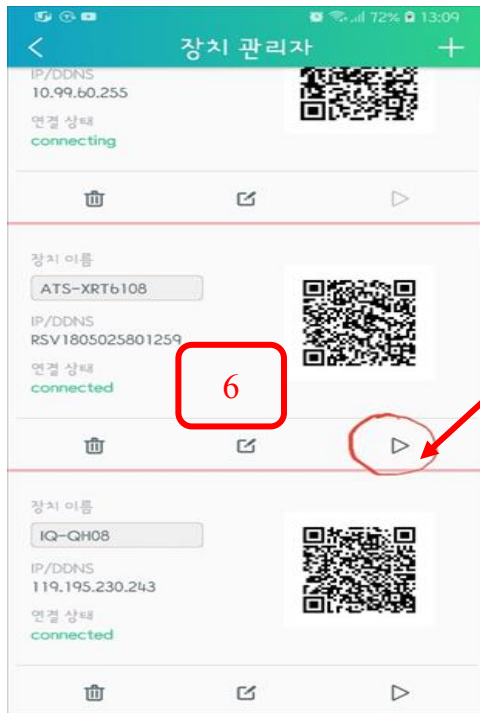 72% 13:09
장치 관리자
IP/DDNS
10.99.60.255
연결 상태
connecting
장치 이름
ATS-XRT6108
IP/DDNS
RSV1805025801259
연결 상태
connected
6
장치 이름
IQ-QH08
IP/DDNS
119.195.230.243
연결 상태
connected